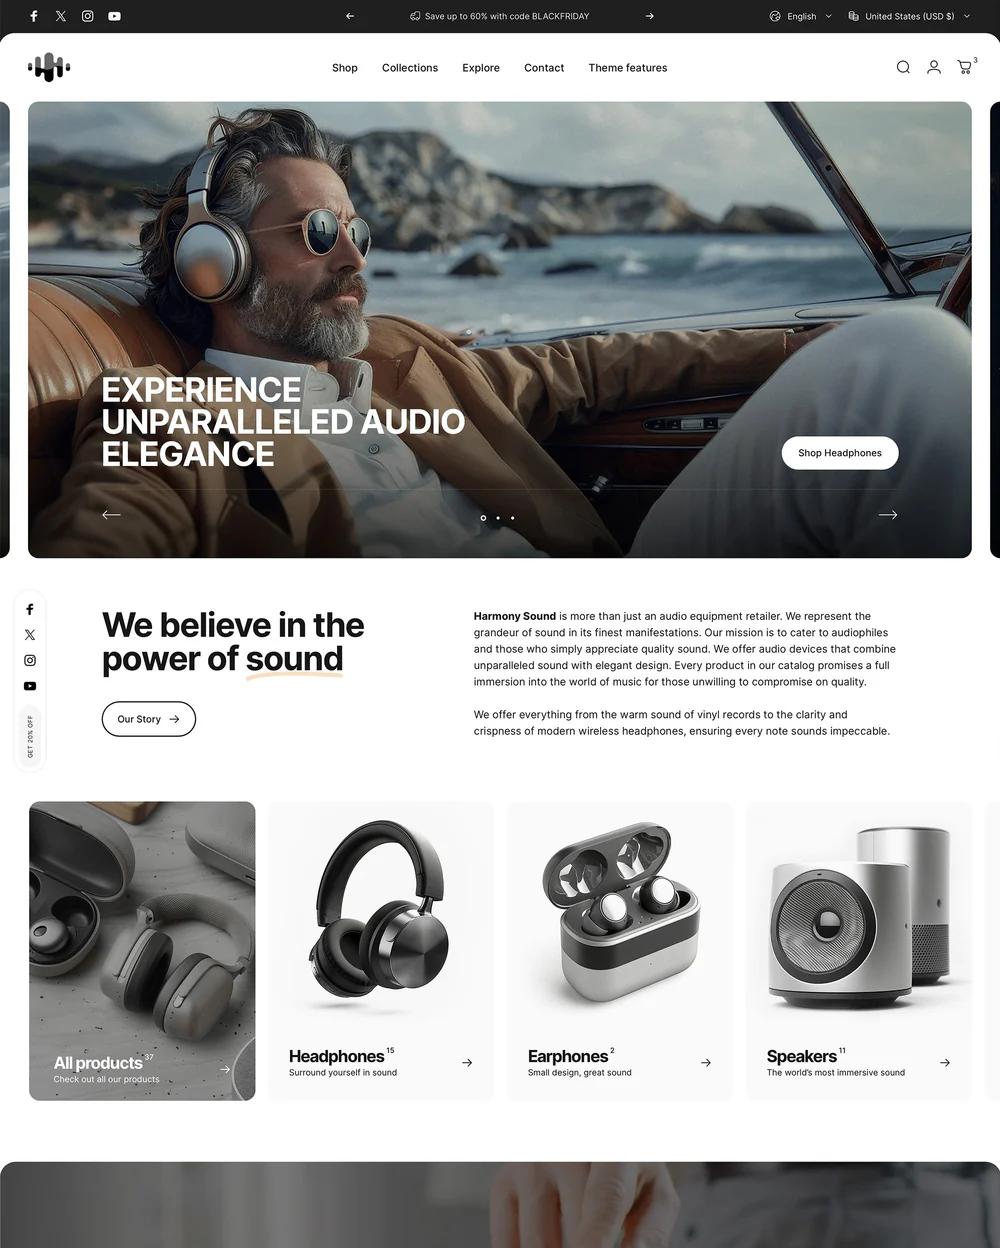 Save up to 60% with code BLACKFRIDAY
English
United States (USD $)
Shop
Collections
Explore
Contact
Theme features
3
EXPERIENCE
UNPARALLELED AUDIO
ELEGANCE
Shop Headphones
GET 20% OFF
We believe in the
power of sound
Our Story
Harmony Sound is more than just an audio equipment retailer. We represent the
grandeur of sound in its finest manifestations. Our mission is to cater to audiophiles
and those who simply appreciate quality sound. We offer audio devices that combine
unparalleled sound with elegant design. Every product in our catalog promises a full
immersion into the world of music for those unwilling to compromise on quality.
We offer everything from the warm sound of vinyl records to the clarity and
crispness of modern wireless headphones, ensuring every note sounds impeccable.
All products 37
Check out all our products
Headphones 15
Surround yourself in sound
Earphones 2
Small design, great sound
Speakers 11
The world's most immersive sound